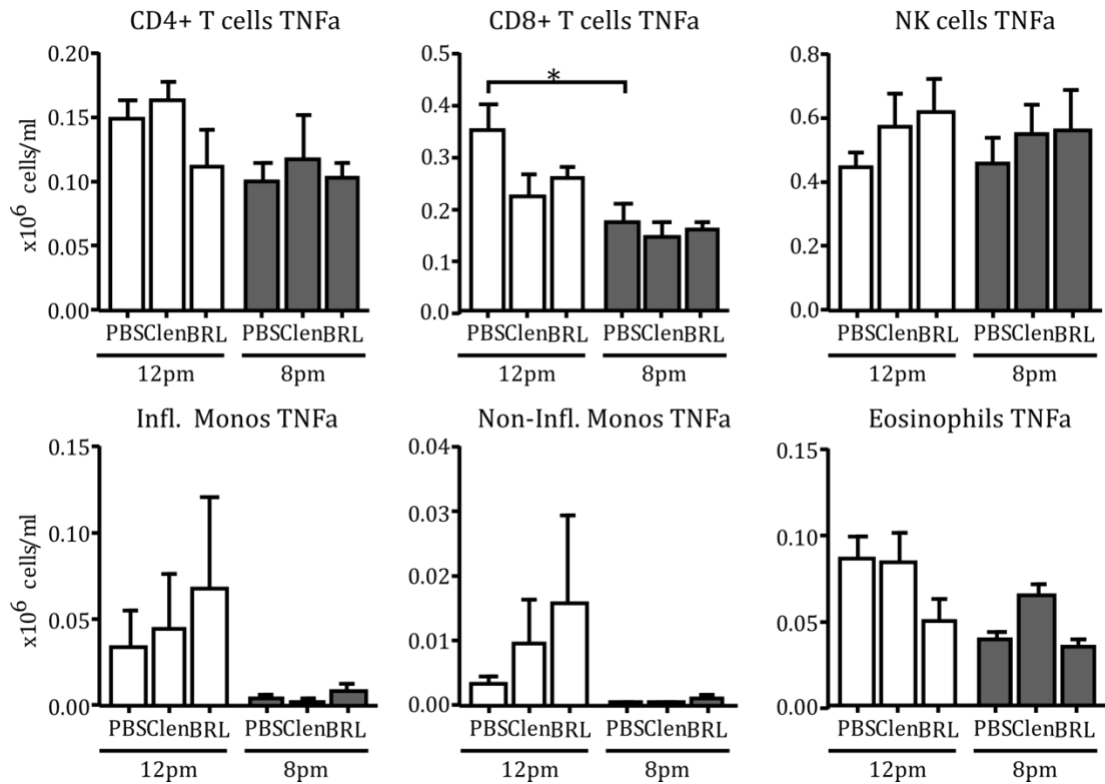 CD4+ T cells TNFa
CD8+ T cells TNFa
NK cells TNFa
x10^6 cells/ml
0.20
0.15
0.10
0.05
0.00
0.5
0.4
0.3
0.2
0.1
0.0
*
0.8
0.6
0.4
0.2
0.0
PBSClenBRL PBSClenBRL
12pm 8pm
PBSClenBRL PBSClenBRL
12pm 8pm
PBSClenBRL PBSClenBRL
12pm 8pm
Infl. Monos TNFa
Non-Infl. Monos TNFa
Eosinophils TNFa
x10^6 cells/ml
0.15
0.10
0.05
0.00
0.04
0.03
0.02
0.01
0.00
0.15
0.10
0.05
0.00
PBSClenBRL PBSClenBRL
12pm 8pm
PBSClenBRL PBSClenBRL
12pm 8pm
PBSClenBRL PBSClenBRL
12pm 8pm